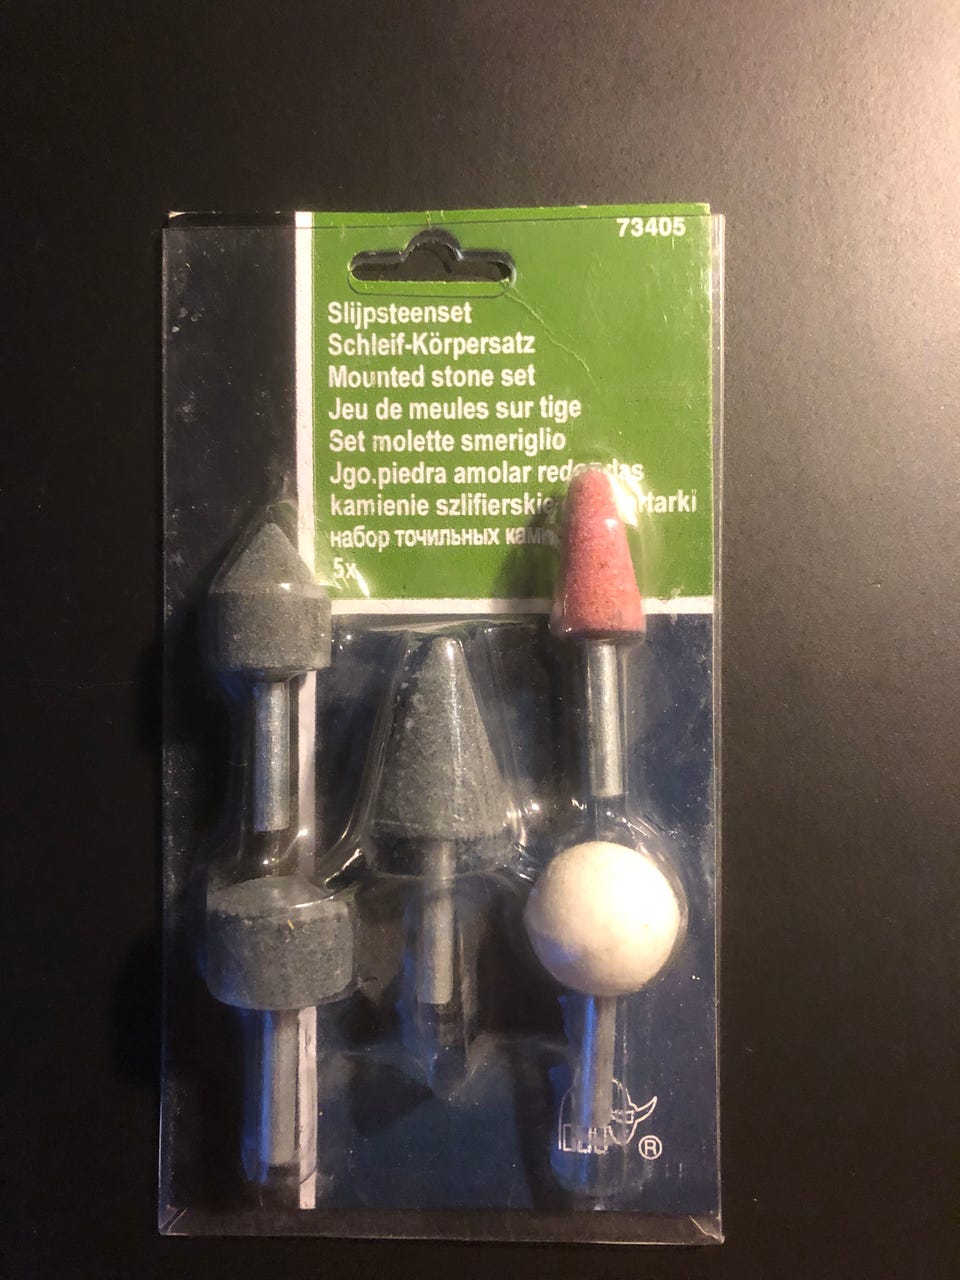 73405
Slijpsteenset
Schleif-Körpersatz
Mounted stone set
Jeu de meules sur tige
Set molette smeriglio
Jgo.piedra amolar redondas
kamienie szlifierskie
набор точильных
5x
®